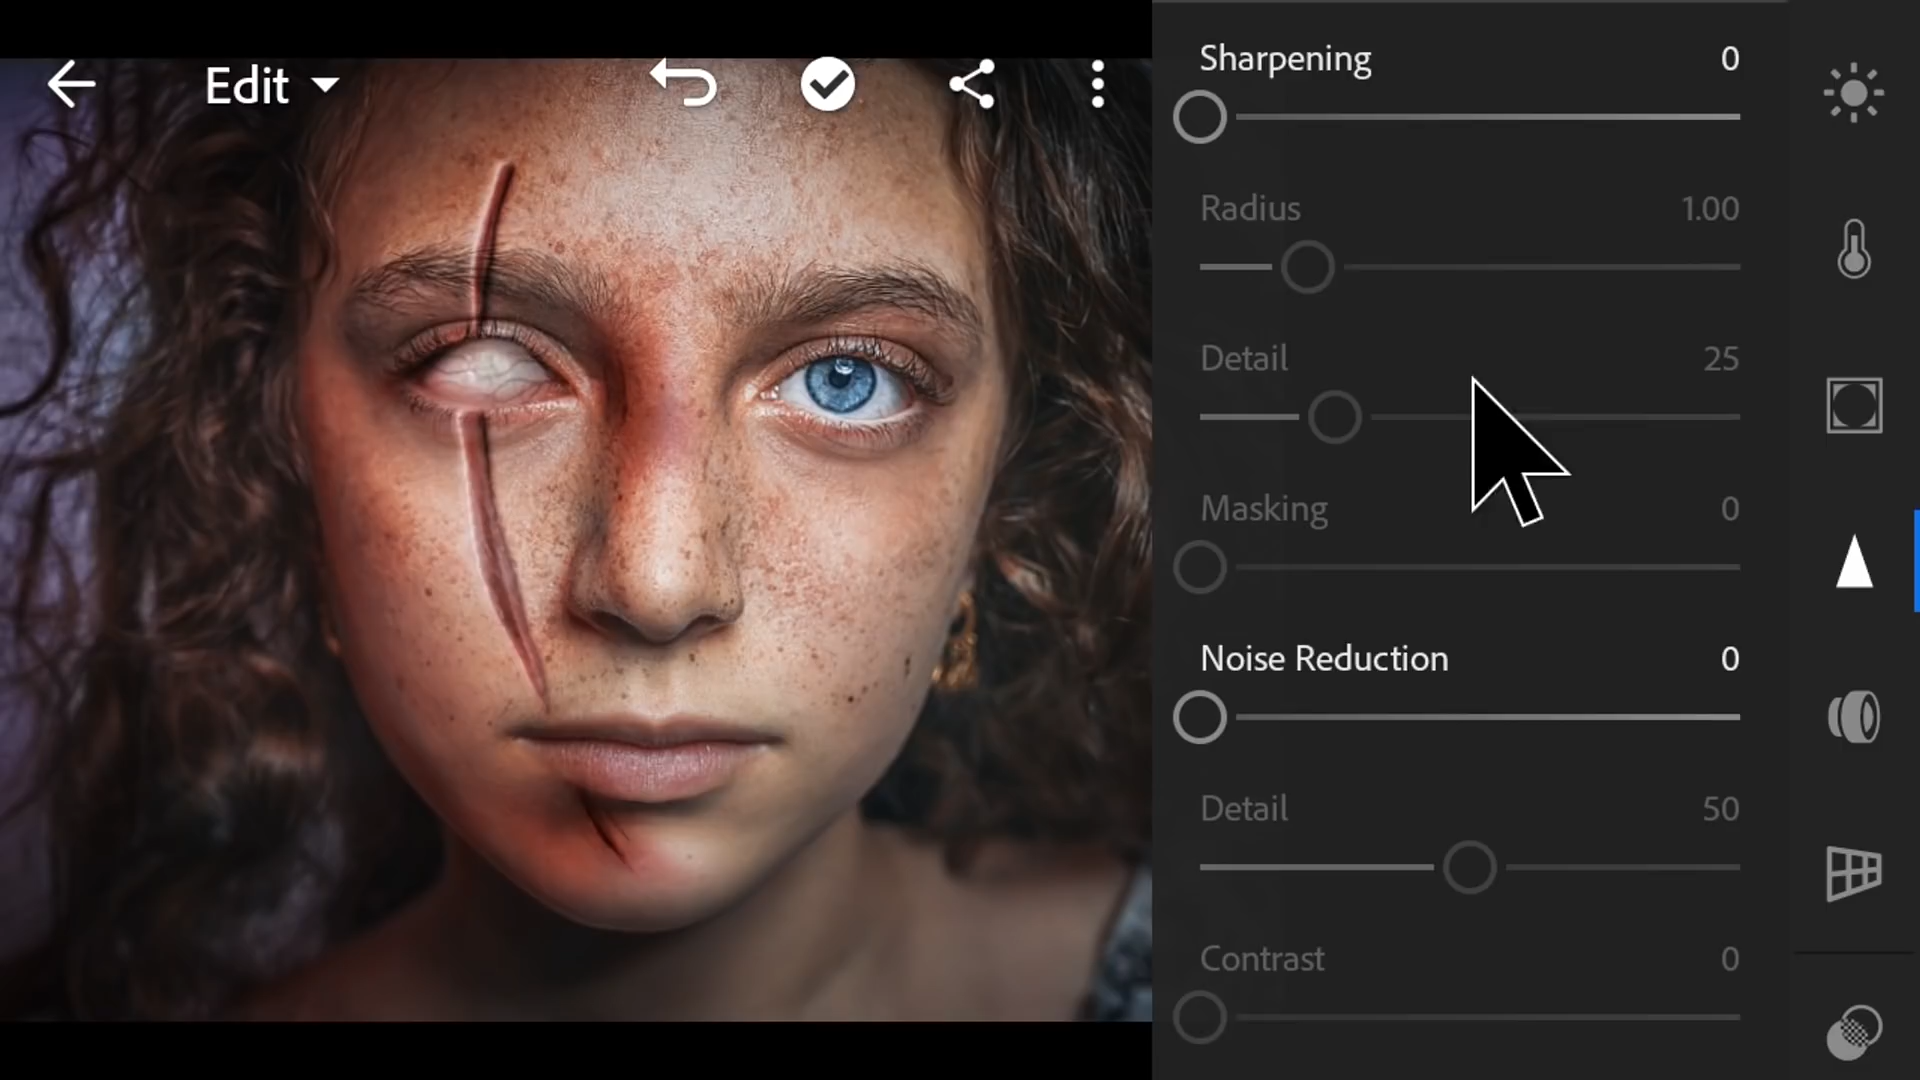 Edit
Sharpening 0
Radius 1.00
Detail 25
Masking 0
Noise Reduction 0
Detail 50
Contrast 0